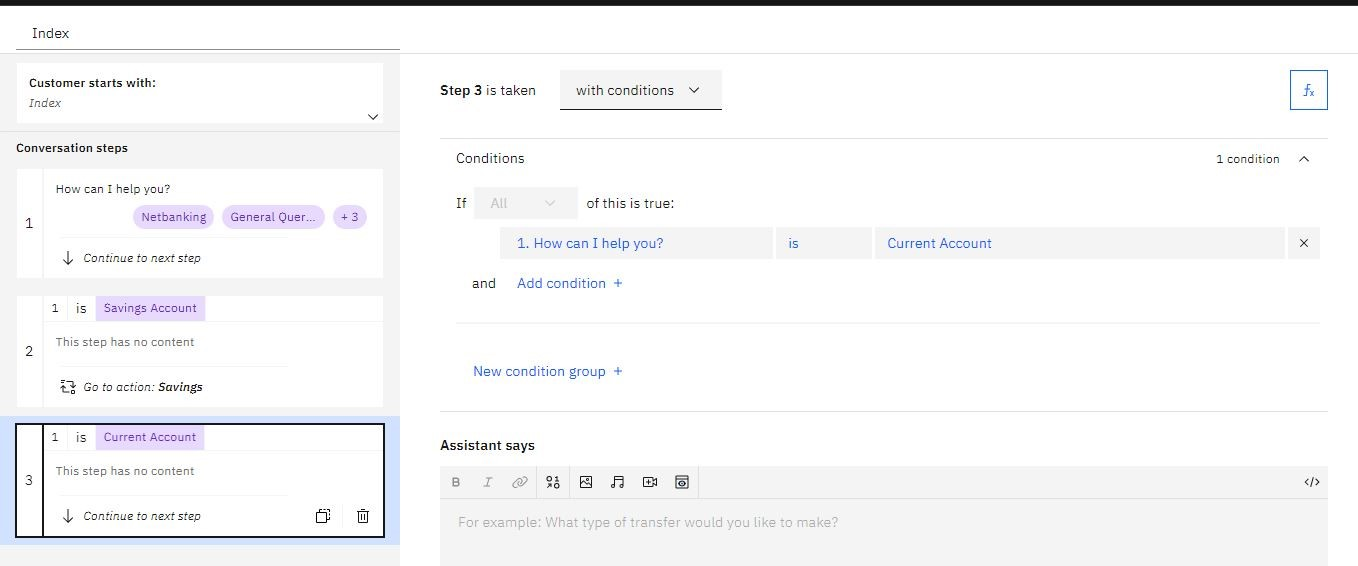 Index
Customer starts with:
Index
Conversation steps
1
How can I help you?
Netbanking General Quer... + 3
Continue to next step
2
1 is Savings Account
This step has no content
Go to action: Savings
3
1 is Current Account
This step has no content
Continue to next step
Step 3 is taken with conditions
fx
Conditions 1 condition
If All of this is true:
1. How can I help you? is Current Account ×
and Add condition +
New condition group +
Assistant says
B I </>
For example: What type of transfer would you like to make?